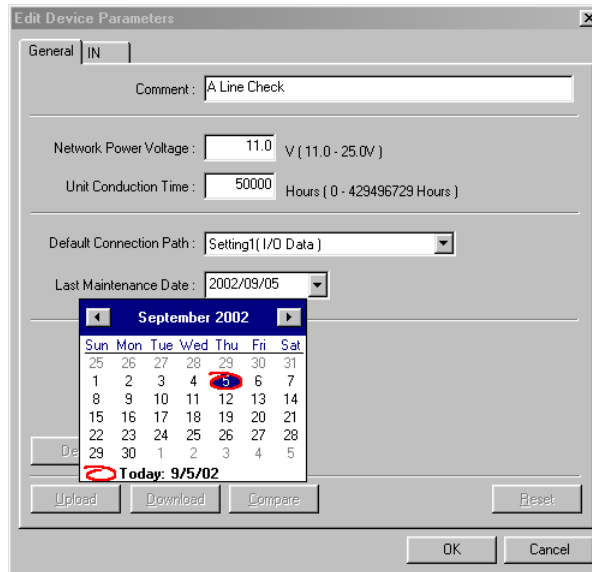 Edit Device Parameters
General IN
Comment : A Line Check
Network Power Voltage : 11.0 V ( 11.0 - 25.0V )
Unit Conduction Time : 50000 Hours ( 0 - 429496729 Hours )
Default Connection Path : Setting1( I/O Data )
Last Maintenance Date : 2002/09/05
September 2002
Sun Mon Tue Wed Thu Fri Sat
25 26 27 28 29 30 31
1 2 3 4 5 6 7
8 9 10 11 12 13 14
15 16 17 18 19 20 21
22 23 24 25 26 27 28
29 30 1 2 3 4 5
Today: 9/5/02
Upload Download Compare Reset
OK Cancel